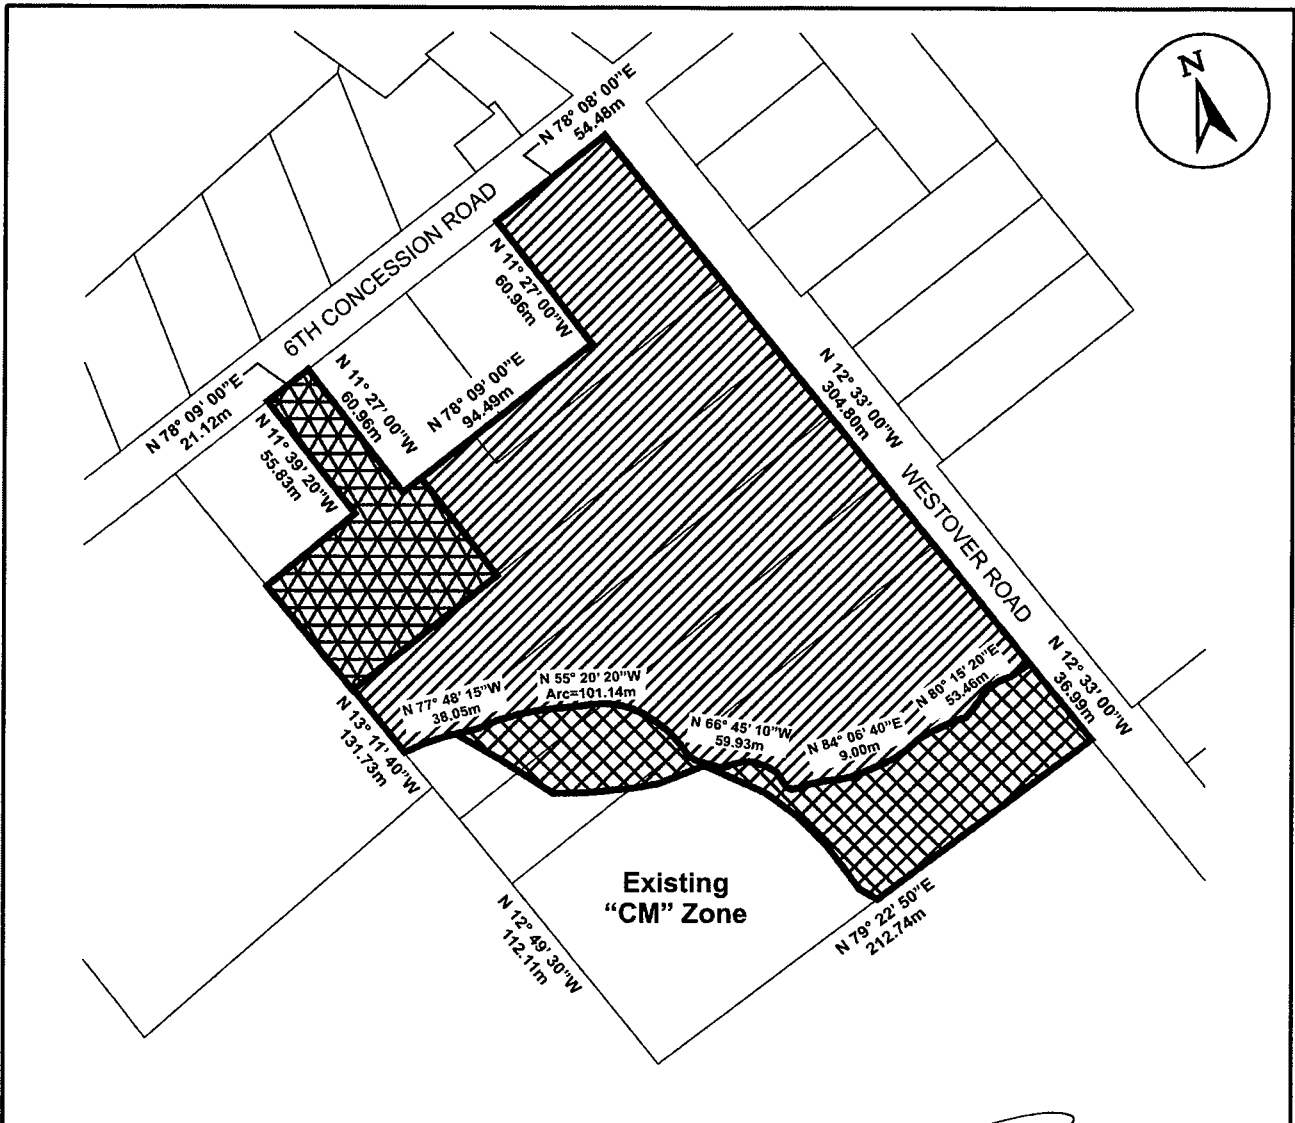 N
N 78° 08' 00"E
54.48m
6TH CONCESSION ROAD
N 11° 27' 00"W
60.96m
N 78° 09' 00"E
21.12m
N 11° 27' 00"W
60.96m
N 78° 09' 00"E
94.49m
N 12° 33' 00"W
304.80m
N 11° 39' 20"W
55.83m
WESTOVER ROAD
N 12° 33' 00"W
36.99m
N 80° 15' 20"E
53.46m
N 55° 20' 20"W
Arc=101.14m
N 77° 48' 15"W
38.05m
N 66° 45' 10"W
59.93m
N 84° 06' 40"E
9.00m
N 13° 11' 40"W
131.73m
Existing
“CM” Zone
N 12° 49' 30"W
112.11m
N 79° 22' 50"E
212.74m